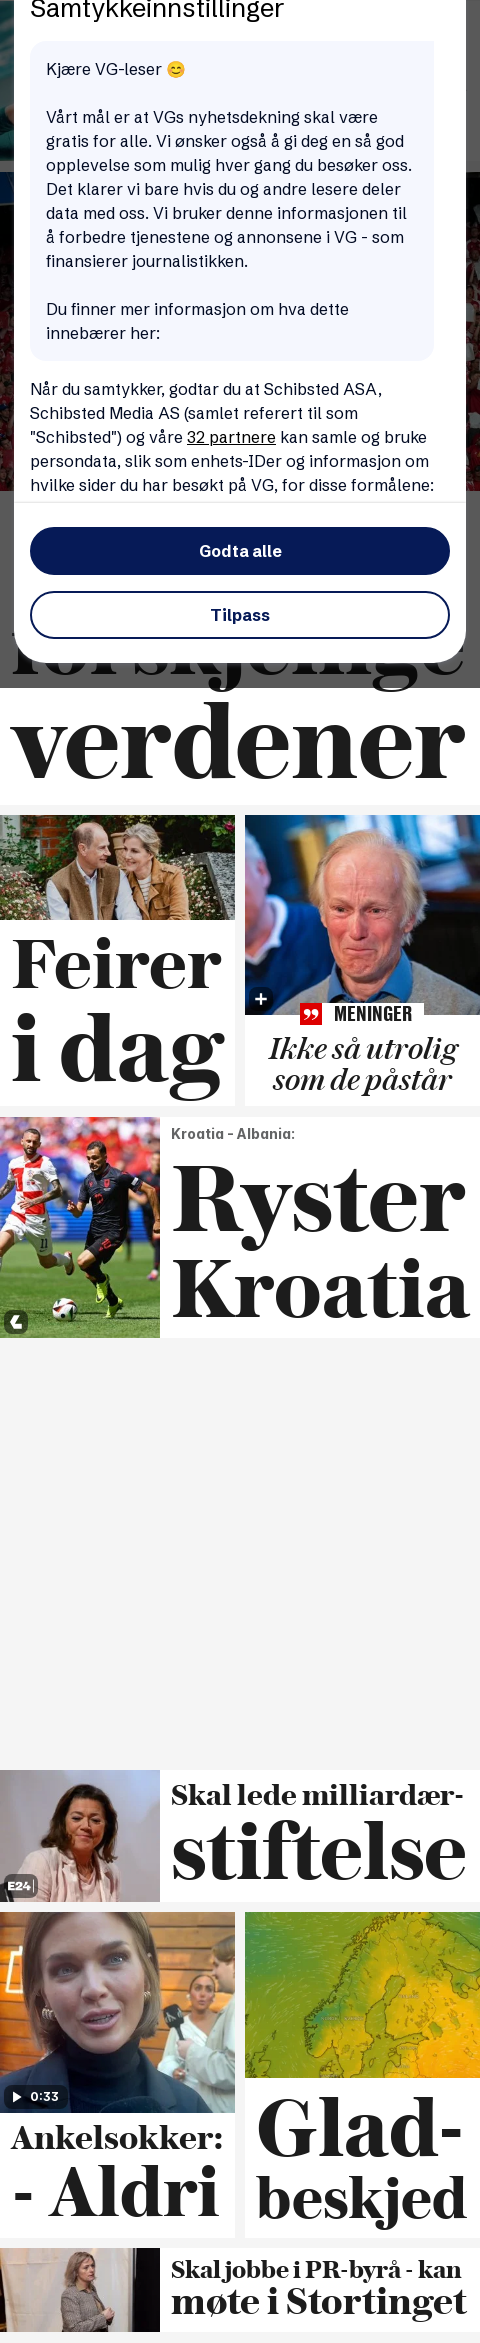 Samtykkeinnstillinger
Kjære VG-leser 😊
Vårt mål er at VGs nyhetsdekning skal være
gratis for alle. Vi ønsker også å gi deg en så god
opplevelse som mulig hver gang du besøker oss.
Det klarer vi bare hvis du og andre lesere deler
data med oss. Vi bruker denne informasjonen til
å forbedre tjenestene og annonsene i VG - som
finansierer journalistikken.
Du finner mer informasjon om hva dette
innebærer her:
Når du samtykker, godtar du at Schibsted ASA,
Schibsted Media AS (samlet referert til som
"Schibsted") og våre 32 partnere kan samle og bruke
persondata, slik som enhets-IDer og informasjon om
hvilke sider du har besøkt på VG, for disse formålene:
Godta alle
Tilpass
forskjellige
verdener
Feirer
i dag
MENINGER
Ikke så utrolig
som de påstår
Kroatia - Albania:
Ryster
Kroatia
E24
Skal lede milliardær-
stiftelse
0:33
Ankelsokker:
- Aldri
Glad-
beskjed
Skal jobbe i PR-byrå - kan
møte i Stortinget